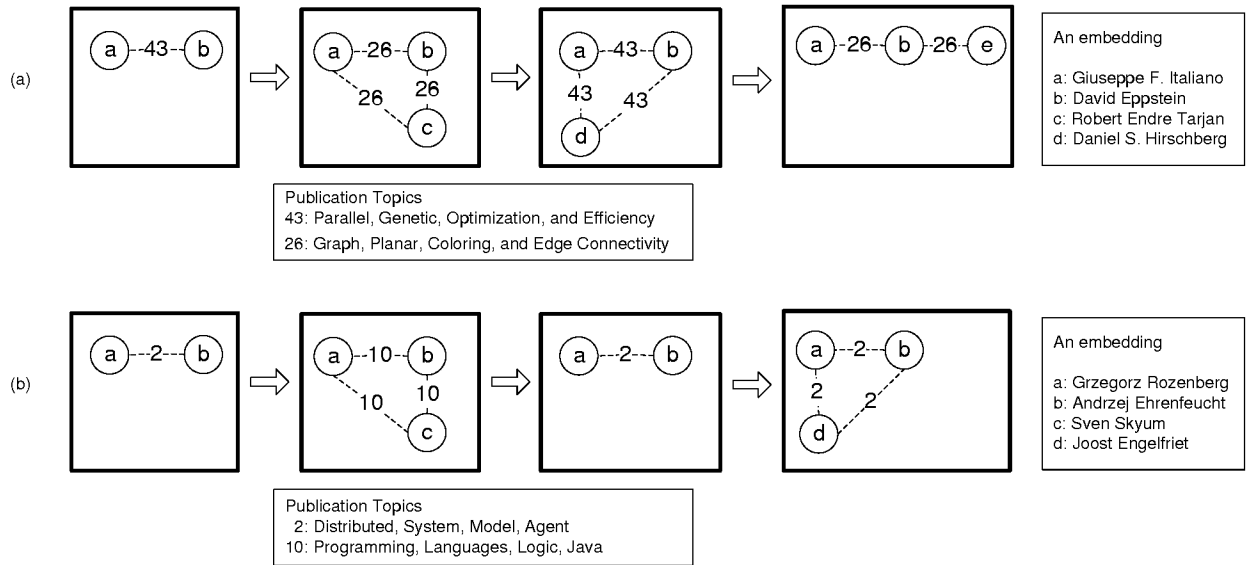 (a)
a -43- b
a -26- b
26
26
c
a -43- b
43
43
d
a -26- b -26- e
An embedding
a: Giuseppe F. Italiano
b: David Eppstein
c: Robert Endre Tarjan
d: Daniel S. Hirschberg
Publication Topics
43: Parallel, Genetic, Optimization, and Efficiency
26: Graph, Planar, Coloring, and Edge Connectivity
(b)
a -2- b
a -10- b
10
10
c
a -2- b
a -2- b
2
2
d
An embedding
a: Grzegorz Rozenberg
b: Andrzej Ehrenfeucht
c: Sven Skyum
d: Joost Engelfriet
Publication Topics
2: Distributed, System, Model, Agent
10: Programming, Languages, Logic, Java